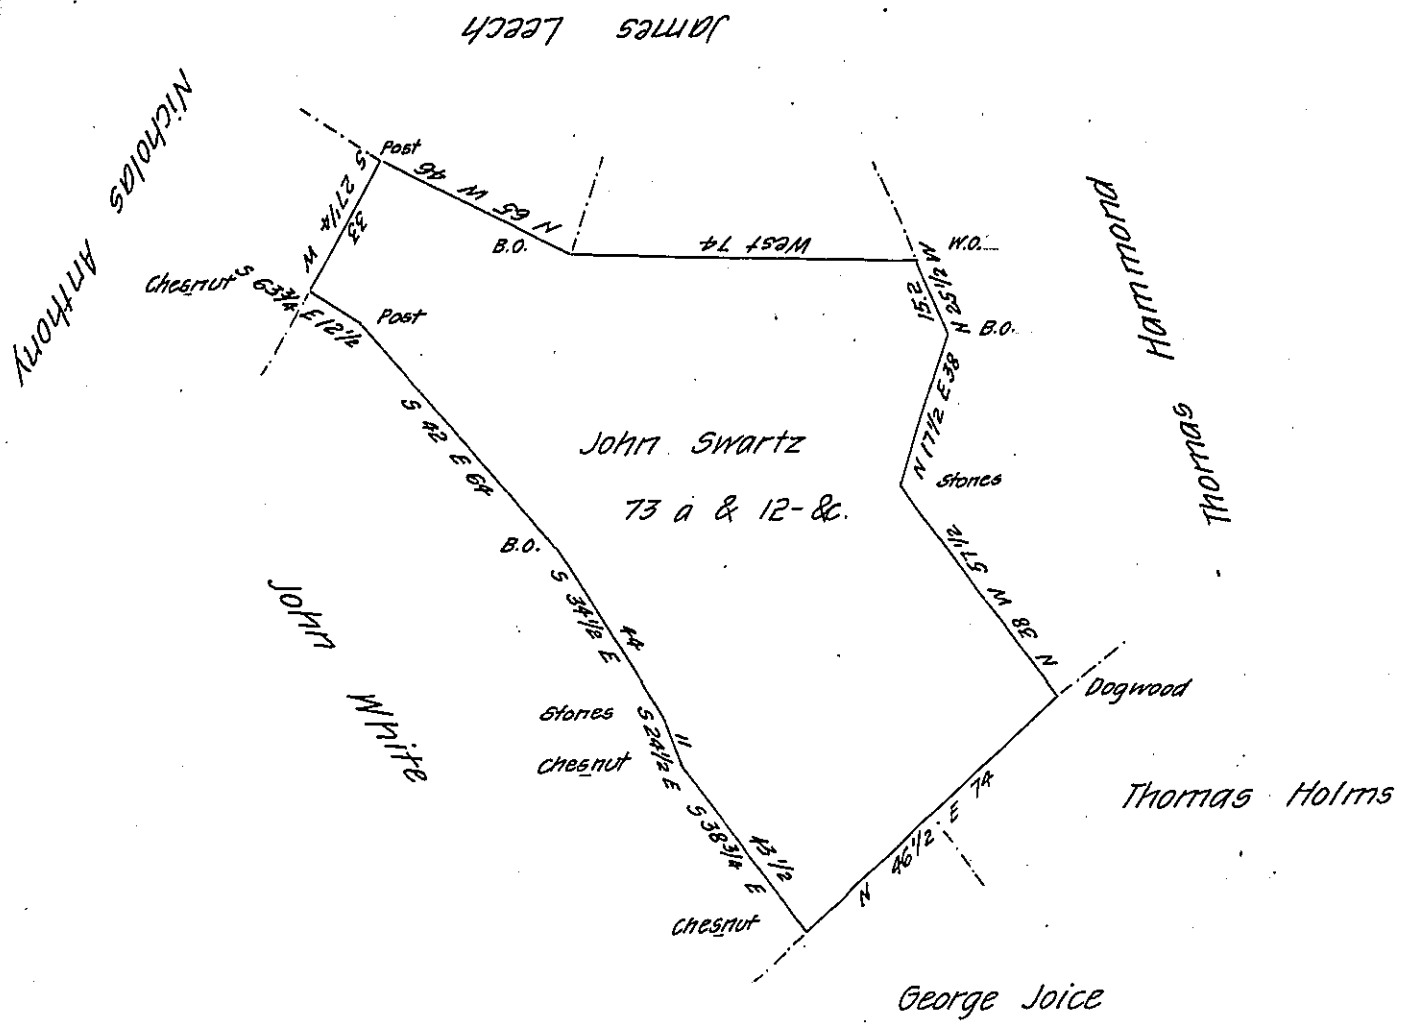 James Leech
Nicholas Anthony
Thomas Hammond
Post
N 65 W 46
B.O.
West 74
W.O.
N 25 1/2 W
15.2
B.O.
S 27 1/4 W
33
Chesnut
S 63 3/4 E 12 1/2
Post
N 17 1/2 E 38
Stones
S 42 E 64
John Swartz
73 a & 12- &c.
B.O.
N 38 W 57 1/2
S 34 1/2 E
44
John White
Dogwood
Stones
S 24 1/2 E
11
Chesnut
S 38 3/4 E
43 1/2
N 46 1/2 E 74
Thomas Holms
Chesnut
George Joice